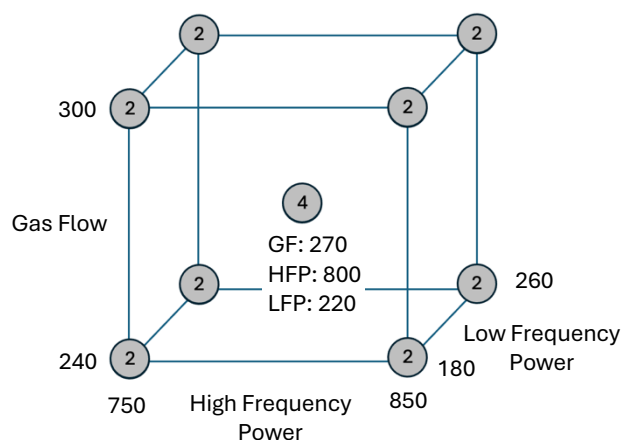 2
2
300
2
2
4
Gas Flow
GF: 270
HFP: 800
LFP: 220
2
2
260
Low Frequency
Power
240
2
2
180
750
High Frequency
Power
850